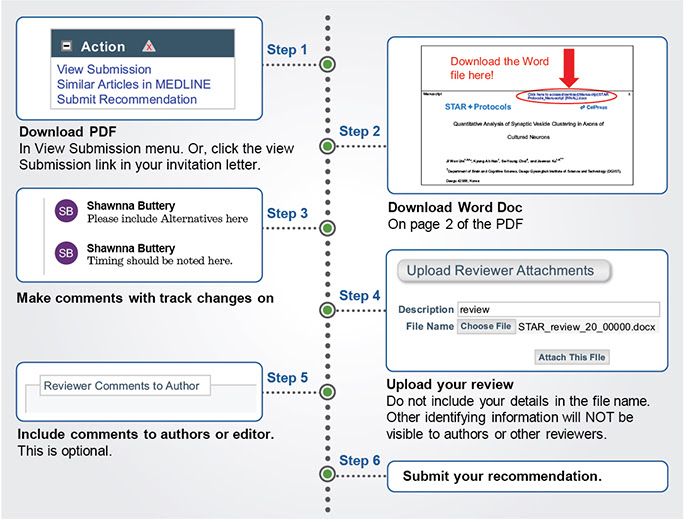 Action
View Submission
Similar Articles in MEDLINE
Submit Recommendation
Step 1
Download PDF
In View Submission menu. Or, click the view
Submission link in your invitation letter.
Step 2
Download the Word
file here!
Manuscript
STAR Protocols
CellPress
Quantitative Analysis of Synaptic Vesicle Clustering in Axons of
Cultured Neurons
Download Word Doc
On page 2 of the PDF
Step 3
SB
Shawnna Buttery
Please include Alternatives here
SB
Shawnna Buttery
Timing should be noted here.
Make comments with track changes on
Step 4
Upload Reviewer Attachments
Description
review
File Name
Choose File
STAR_review_20_00000.docx
Attach This File
Upload your review
Do not include your details in the file name.
Other identifying information will NOT be
visible to authors or other reviewers.
Step 5
Reviewer Comments to Author
Include comments to authors or editor.
This is optional.
Step 6
Submit your recommendation.